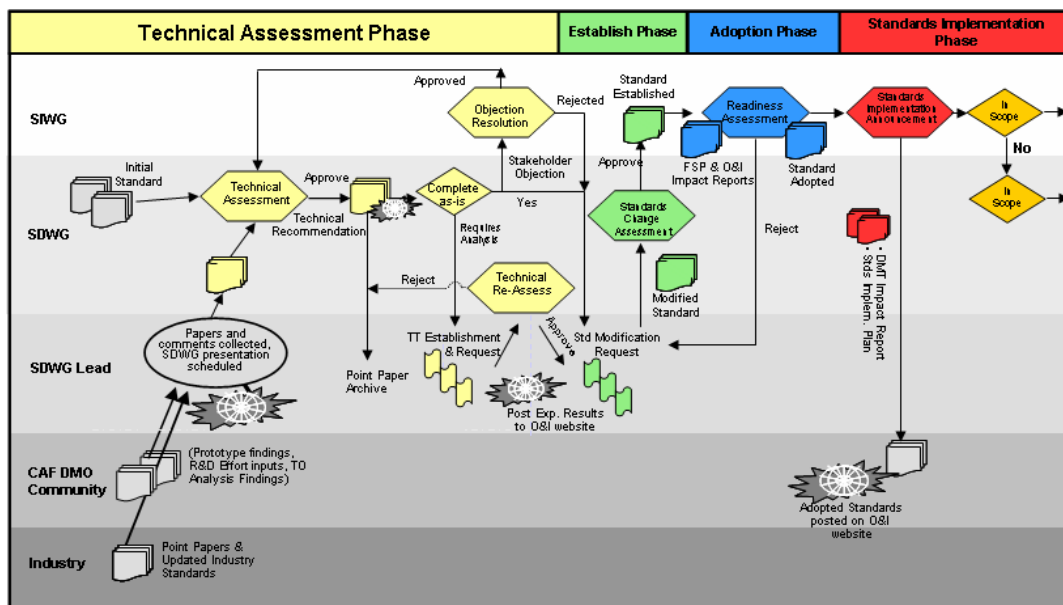 Technical Assessment Phase
Establish Phase
Adoption Phase
Standards Implementation
Phase
SIWG
Approved
Objection
Resolution
Rejected
Standard
Established
Readiness
Assessment
Standards
Implementation
Announcement
In
Scope
No
Approve
FSP & O&I
Impact Reports
Standard
Adopted
SDWG
Initial
Standard
Technical
Assessment
Approve
Technical
Recommendation
Complete
as-is
Stakeholder
Objection
Yes
Requires
Analysis
Standards
Change
Assessment
In
Scope
Reject
Technical
Re-Assess
Reject
Modified
Standard
• DMT Impact Report
• Stds Implem. Plan
SDWG Lead
Papers and
comments collected,
SDWG presentation
scheduled
Point Paper
Archive
TT Establishment
& Request
Approve
Std Modification
Request
Post Exp. Results
to O&I website
CAF DMO
Community
(Prototype findings,
R&D Effort inputs, TO
Analysis Findings)
Adopted Standards
posted on O&I
website
Industry
Point Papers &
Updated Industry
Standards